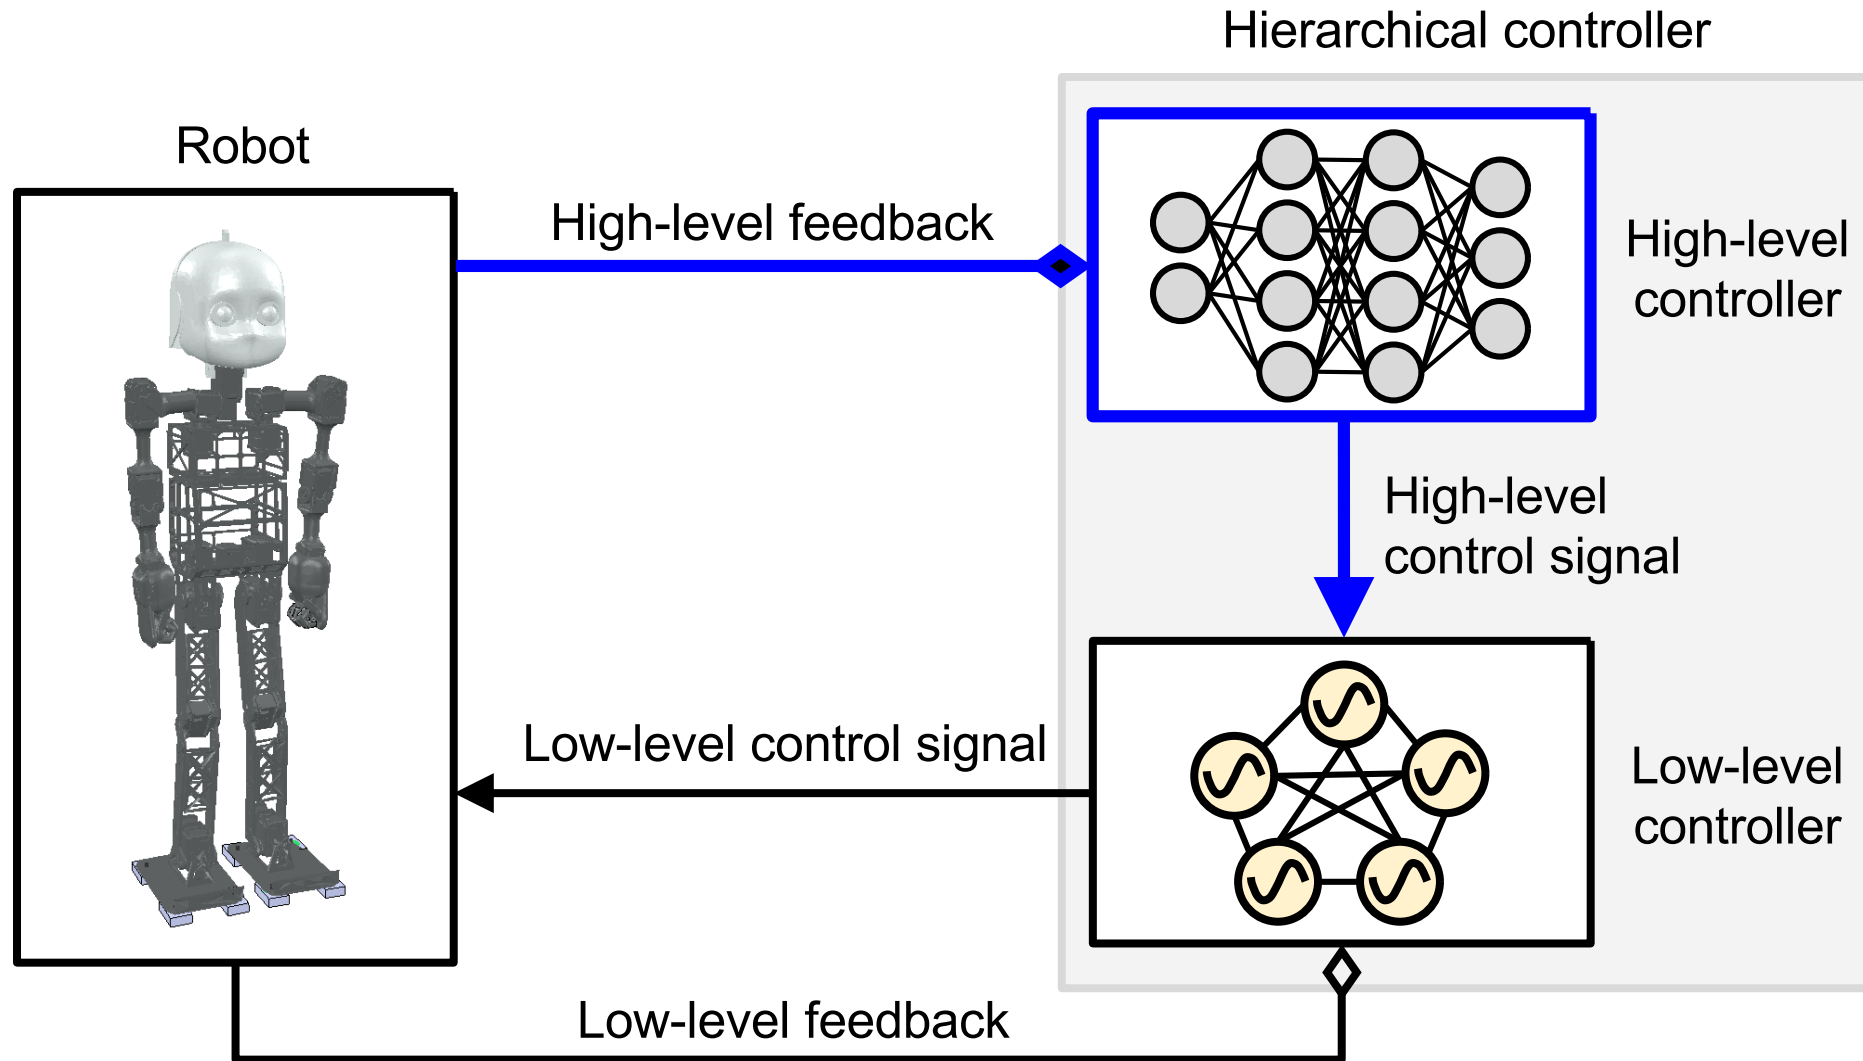 Hierarchical controller
Robot
High-level feedback
High-level
controller
High-level
control signal
Low-level control signal
Low-level
controller
Low-level feedback